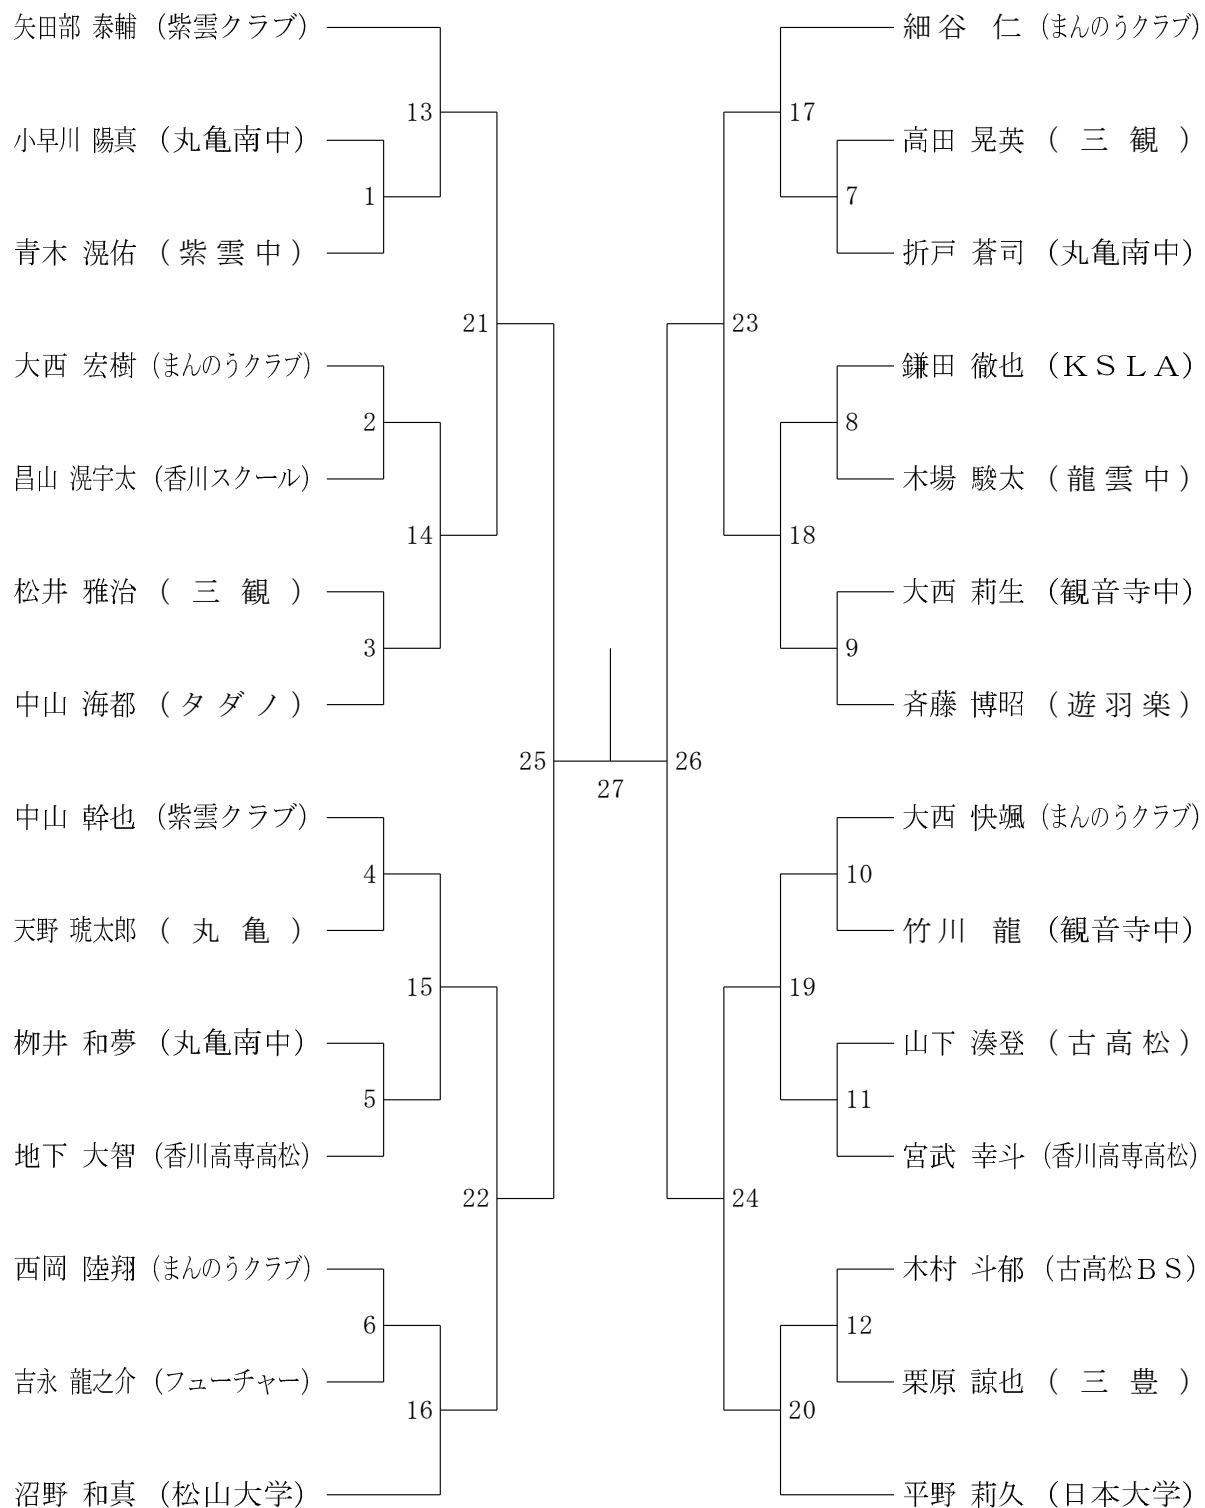 矢田部 泰輔 (紫雲クラブ)
13
小早川 陽真 (丸亀南中)
1
青木 滉佑 (紫雲中)
21
大西 宏樹 (まんのうクラブ)
2
昌山 滉宇太 (香川スクール)
14
松井 雅治 (三観)
3
中山 海都 (タダノ)
25
中山 幹也 (紫雲クラブ)
4
天野 琥太郎 (丸亀)
15
栁井 和夢 (丸亀南中)
5
地下 大智 (香川高専高松)
22
西岡 陸翔 (まんのうクラブ)
6
吉永 龍之介 (フューチャー)
16
沼野 和真 (松山大学)
27
細谷 仁 (まんのうクラブ)
17
高田 晃英 (三観)
7
折戸 蒼司 (丸亀南中)
23
鎌田 徹也 (KSLA)
8
木場 駿太 (龍雲中)
18
大西 莉生 (観音寺中)
9
斉藤 博昭 (遊羽楽)
26
大西 快颯 (まんのうクラブ)
10
竹川 龍 (観音寺中)
19
山下 湊登 (古高松)
11
宮武 幸斗 (香川高専高松)
24
木村 斗郁 (古高松BS)
12
栗原 諒也 (三豊)
20
平野 莉久 (日本大学)